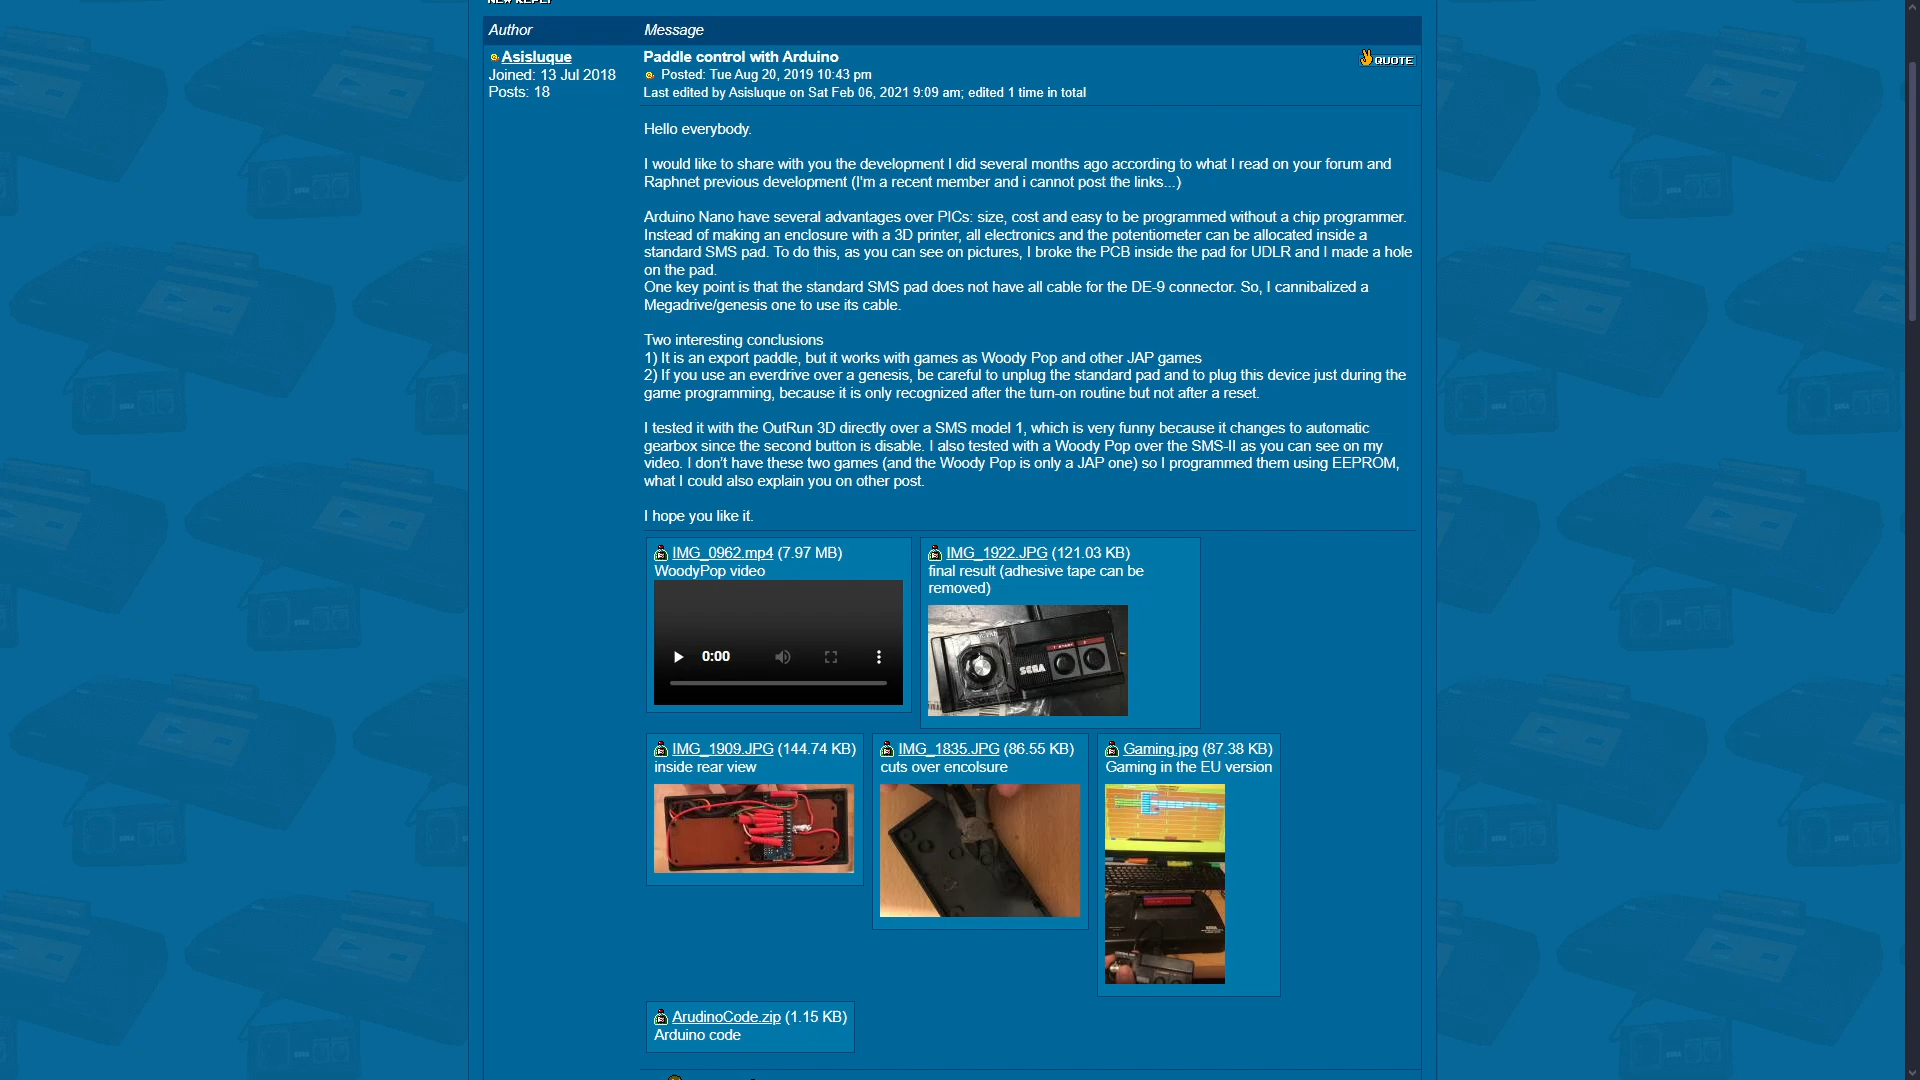 NEW REPLY
Author Message
Asisluque
Joined: 13 Jul 2018
Posts: 18
Paddle control with Arduino
QUOTE
Posted: Tue Aug 20, 2019 10:43 pm
Last edited by Asisluque on Sat Feb 06, 2021 9:09 am; edited 1 time in total
Hello everybody.
I would like to share with you the development I did several months ago according to what I read on your forum and
Raphnet previous development (I'm a recent member and i cannot post the links...)
Arduino Nano have several advantages over PICs: size, cost and easy to be programmed without a chip programmer.
Instead of making an enclosure with a 3D printer, all electronics and the potentiometer can be allocated inside a
standard SMS pad. To do this, as you can see on pictures, I broke the PCB inside the pad for UDLR and I made a hole
on the pad.
One key point is that the standard SMS pad does not have all cable for the DE-9 connector. So, I cannibalized a
Megadrive/genesis one to use its cable.
Two interesting conclusions
1) It is an export paddle, but it works with games as Woody Pop and other JAP games
2) If you use an everdrive over a genesis, be careful to unplug the standard pad and to plug this device just during the
game programming, because it is only recognized after the turn-on routine but not after a reset.
I tested it with the OutRun 3D directly over a SMS model 1, which is very funny because it changes to automatic
gearbox since the second button is disable. I also tested with a Woody Pop over the SMS-II as you can see on my
video. I don't have these two games (and the Woody Pop is only a JAP one) so I programmed them using EEPROM,
what I could also explain you on other post.
I hope you like it.
IMG_0962.mp4 (7.97 MB)
WoodyPop video
0:00
IMG_1922.JPG (121.03 KB)
final result (adhesive tape can be
removed)
SEGA
IMG_1909.JPG (144.74 KB)
inside rear view
IMG_1835.JPG (86.55 KB)
cuts over encolsure
Gaming.jpg (87.38 KB)
Gaming in the EU version
ArudinoCode.zip (1.15 KB)
Arduino code